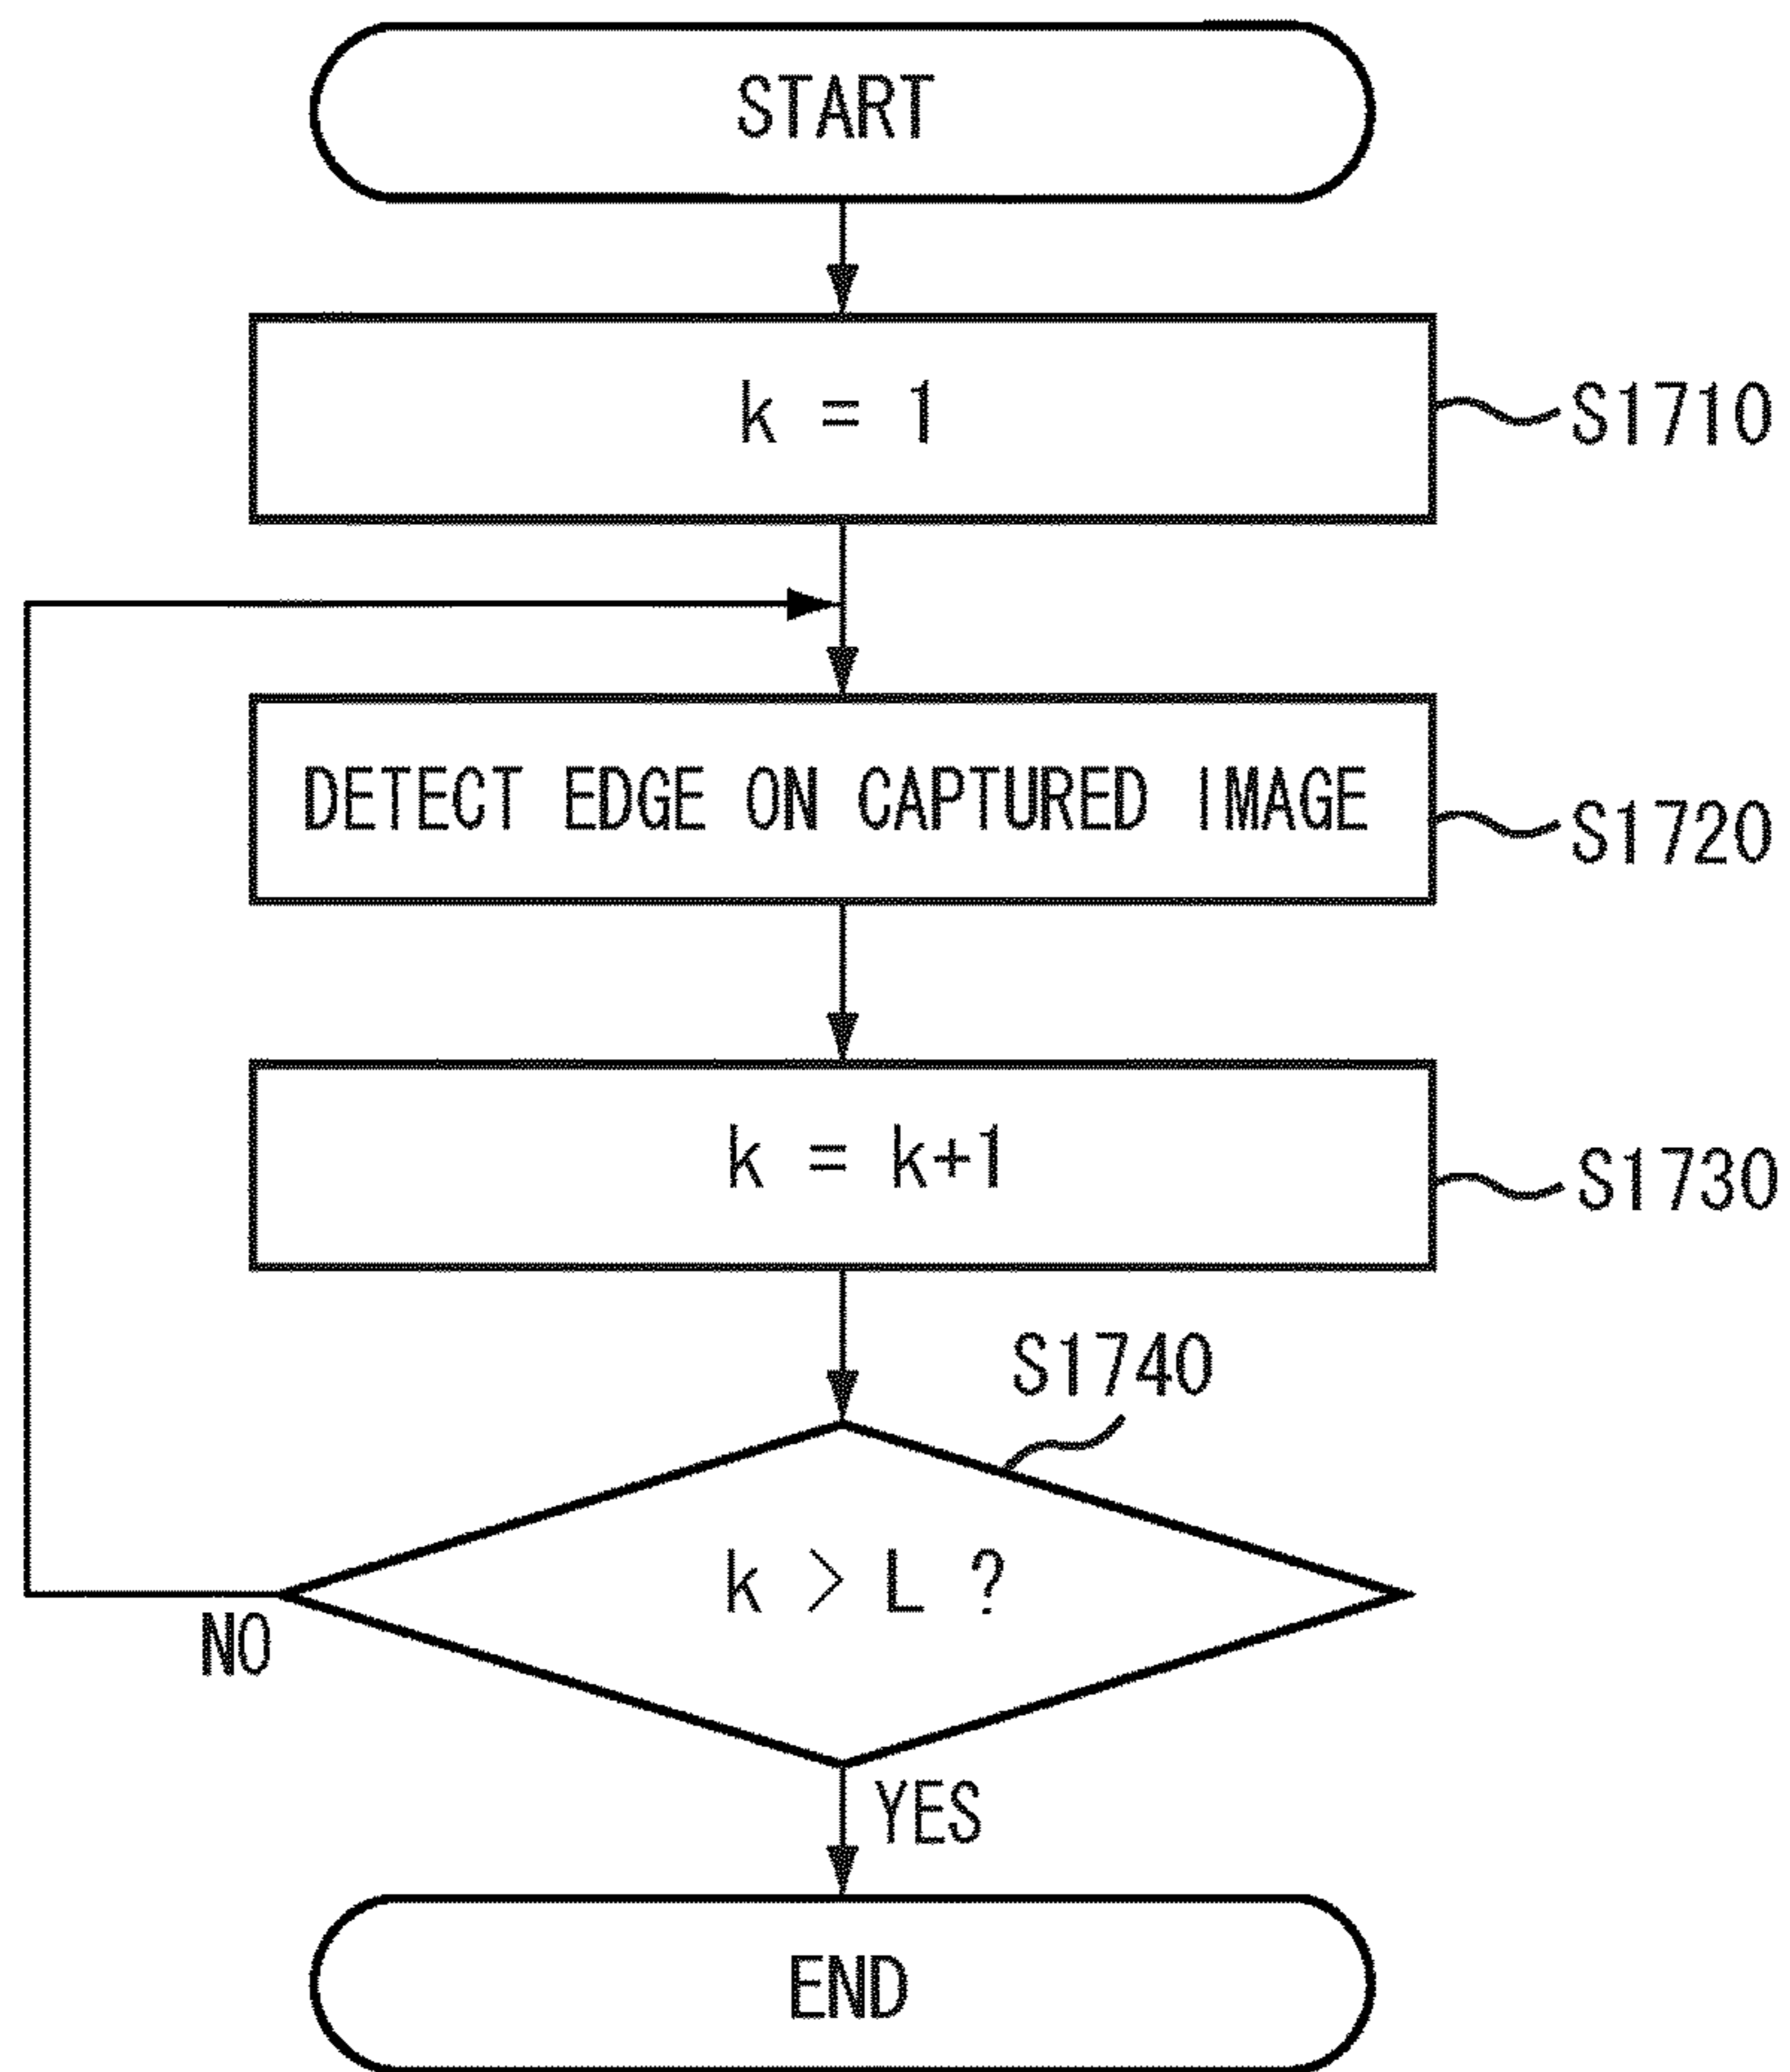 START
k = 1
S1710
DETECT EDGE ON CAPTURED IMAGE
S1720
k = k+1
S1730
S1740
k > L ?
NO
YES
END